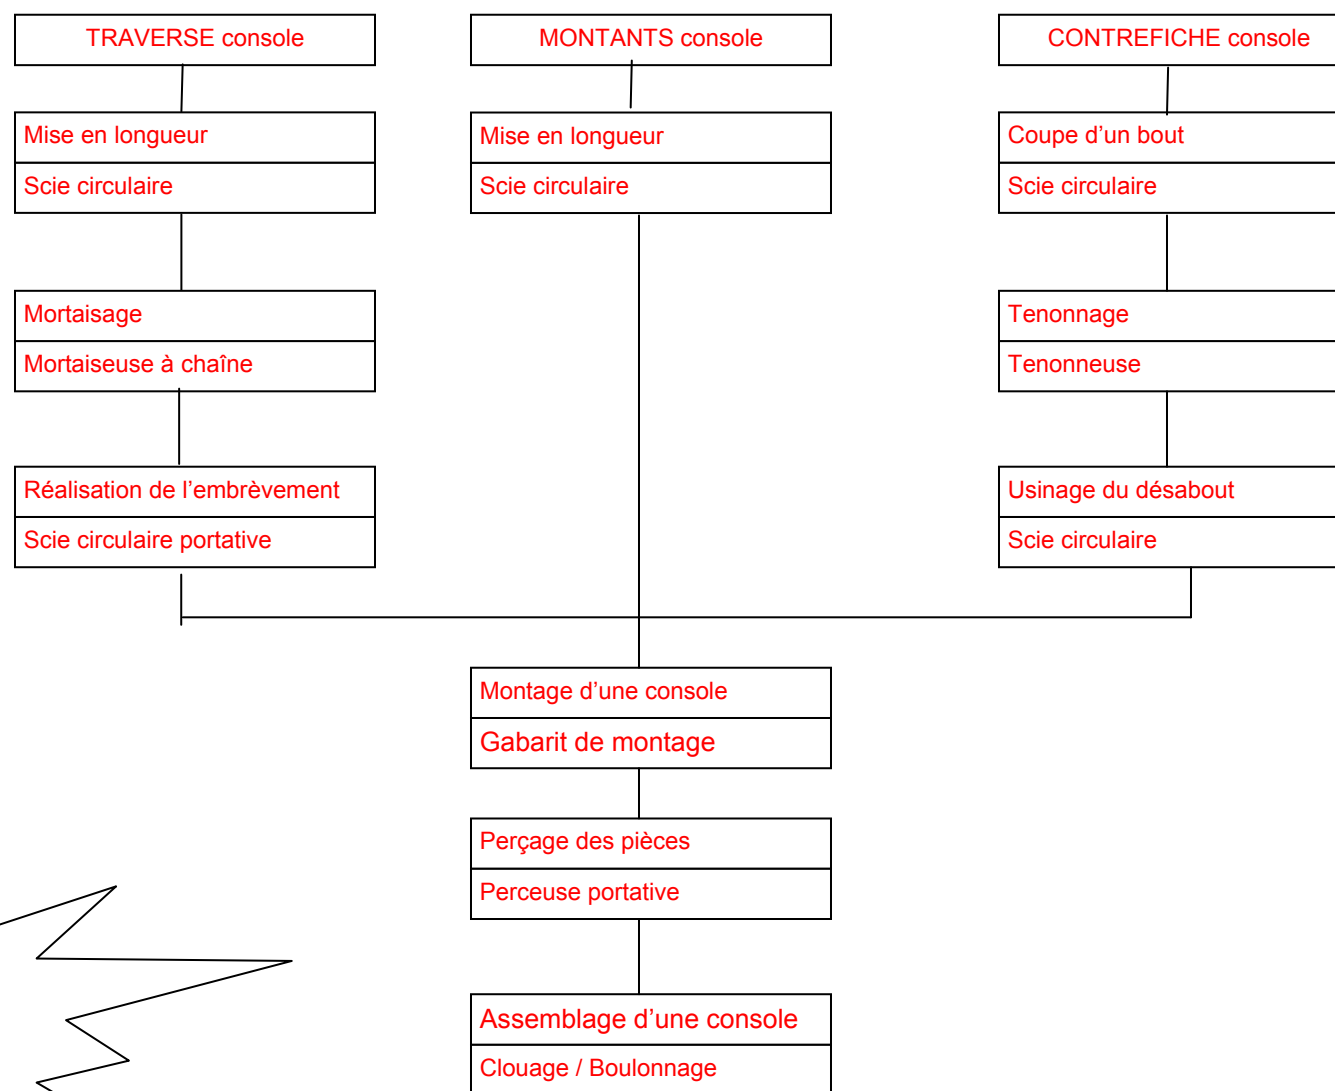 TRAVERSE console
Mise en longueur
Scie circulaire
Mortaisage
Mortaiseuse à chaîne
Réalisation de l'embrèvement
Scie circulaire portative
MONTANTS console
Mise en longueur
Scie circulaire
CONTREFICHE console
Coupe d'un bout
Scie circulaire
Tenonnage
Tenonneuse
Usinage du désabout
Scie circulaire
Montage d'une console
Gabarit de montage
Perçage des pièces
Perceuse portative
Assemblage d'une console
Clouage / Boulonnage